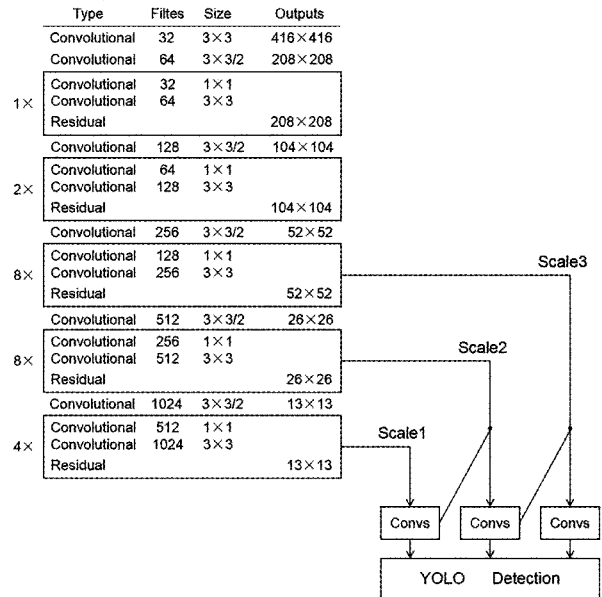 Type Filtes Size Outputs
Convolutional 32 3×3 416×416
Convolutional 64 3×3/2 208×208
1×
Convolutional 32 1×1
Convolutional 64 3×3
Residual 208×208
Convolutional 128 3×3/2 104×104
2×
Convolutional 64 1×1
Convolutional 128 3×3
Residual 104×104
Convolutional 256 3×3/2 52×52
8×
Convolutional 128 1×1
Convolutional 256 3×3
Residual 52×52
Scale3
Convolutional 512 3×3/2 26×26
8×
Convolutional 256 1×1
Convolutional 512 3×3
Residual 26×26
Scale2
Convolutional 1024 3×3/2 13×13
4×
Convolutional 512 1×1
Convolutional 1024 3×3
Residual 13×13
Scale1
Convs Convs Convs
YOLO Detection